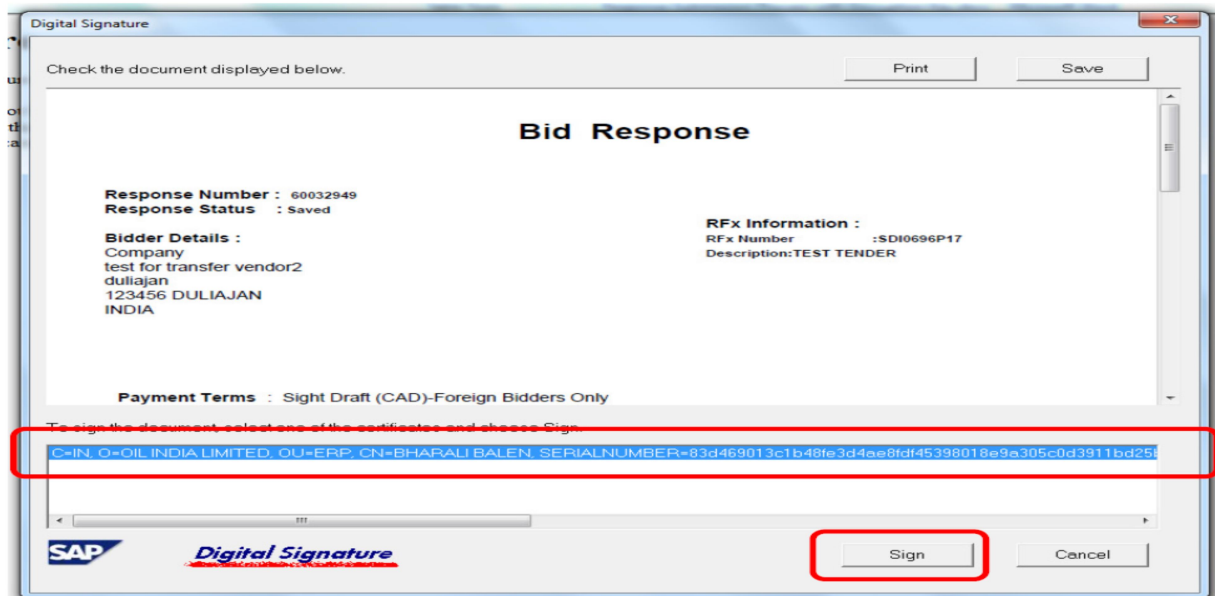 Digital Signature
Check the document displayed below.
Print
Save
Bid Response
Response Number : 60032949
Response Status : Saved
Bidder Details :
Company
test for transfer vendor2
duliajan
123456 DULIAJAN
INDIA
RFx Information :
RFx Number :SDI0696P17
Description:TEST TENDER
Payment Terms : Sight Draft (CAD)-Foreign Bidders Only
To sign the document, select one of the certificates and choose Sign.
C=IN, O=OIL INDIA LIMITED, OU=ERP, CN=BHARALI BALEN, SERIALNUMBER=83d469013c1b48fe3d4ae8fdf45398018e9a305c0d3911bd25
SAP
Digital Signature
Sign
Cancel